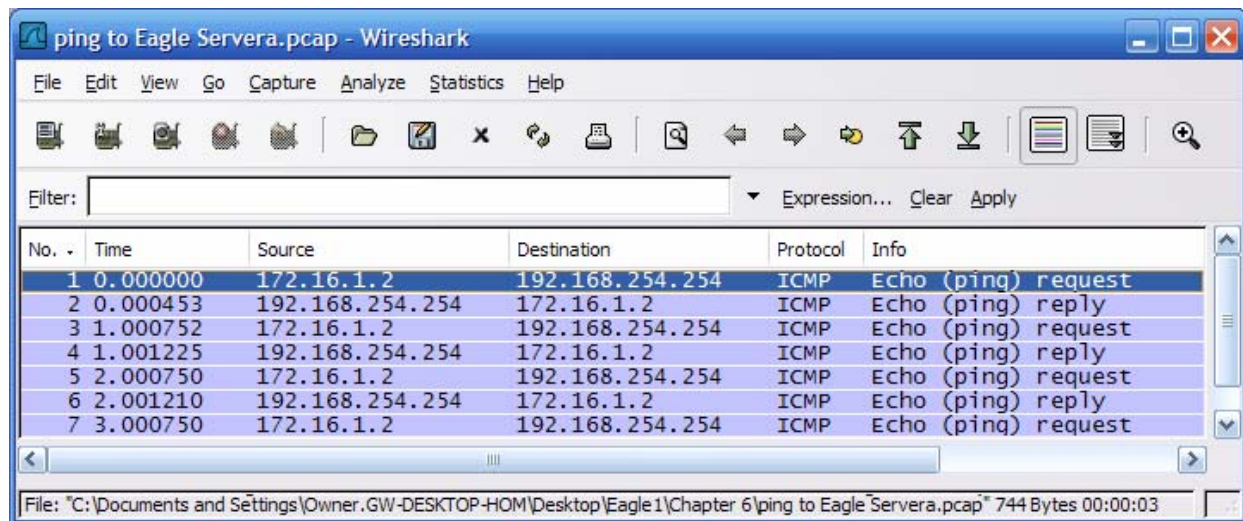 ping to Eagle Servera.pcap - Wireshark
File Edit View Go Capture Analyze Statistics Help
Filter: Expression... Clear Apply
No. Time Source Destination Protocol Info
1 0.000000 172.16.1.2 192.168.254.254 ICMP Echo (ping) request
2 0.000453 192.168.254.254 172.16.1.2 ICMP Echo (ping) reply
3 1.000752 172.16.1.2 192.168.254.254 ICMP Echo (ping) request
4 1.001225 192.168.254.254 172.16.1.2 ICMP Echo (ping) reply
5 2.000750 172.16.1.2 192.168.254.254 ICMP Echo (ping) request
6 2.001210 192.168.254.254 172.16.1.2 ICMP Echo (ping) reply
7 3.000750 172.16.1.2 192.168.254.254 ICMP Echo (ping) request
File: "C:\Documents and Settings\Owner.GW-DESKTOP-HOM\Desktop\Eagle1\Chapter 6\ping to Eagle Servera.pcap" 744 Bytes 00:00:03